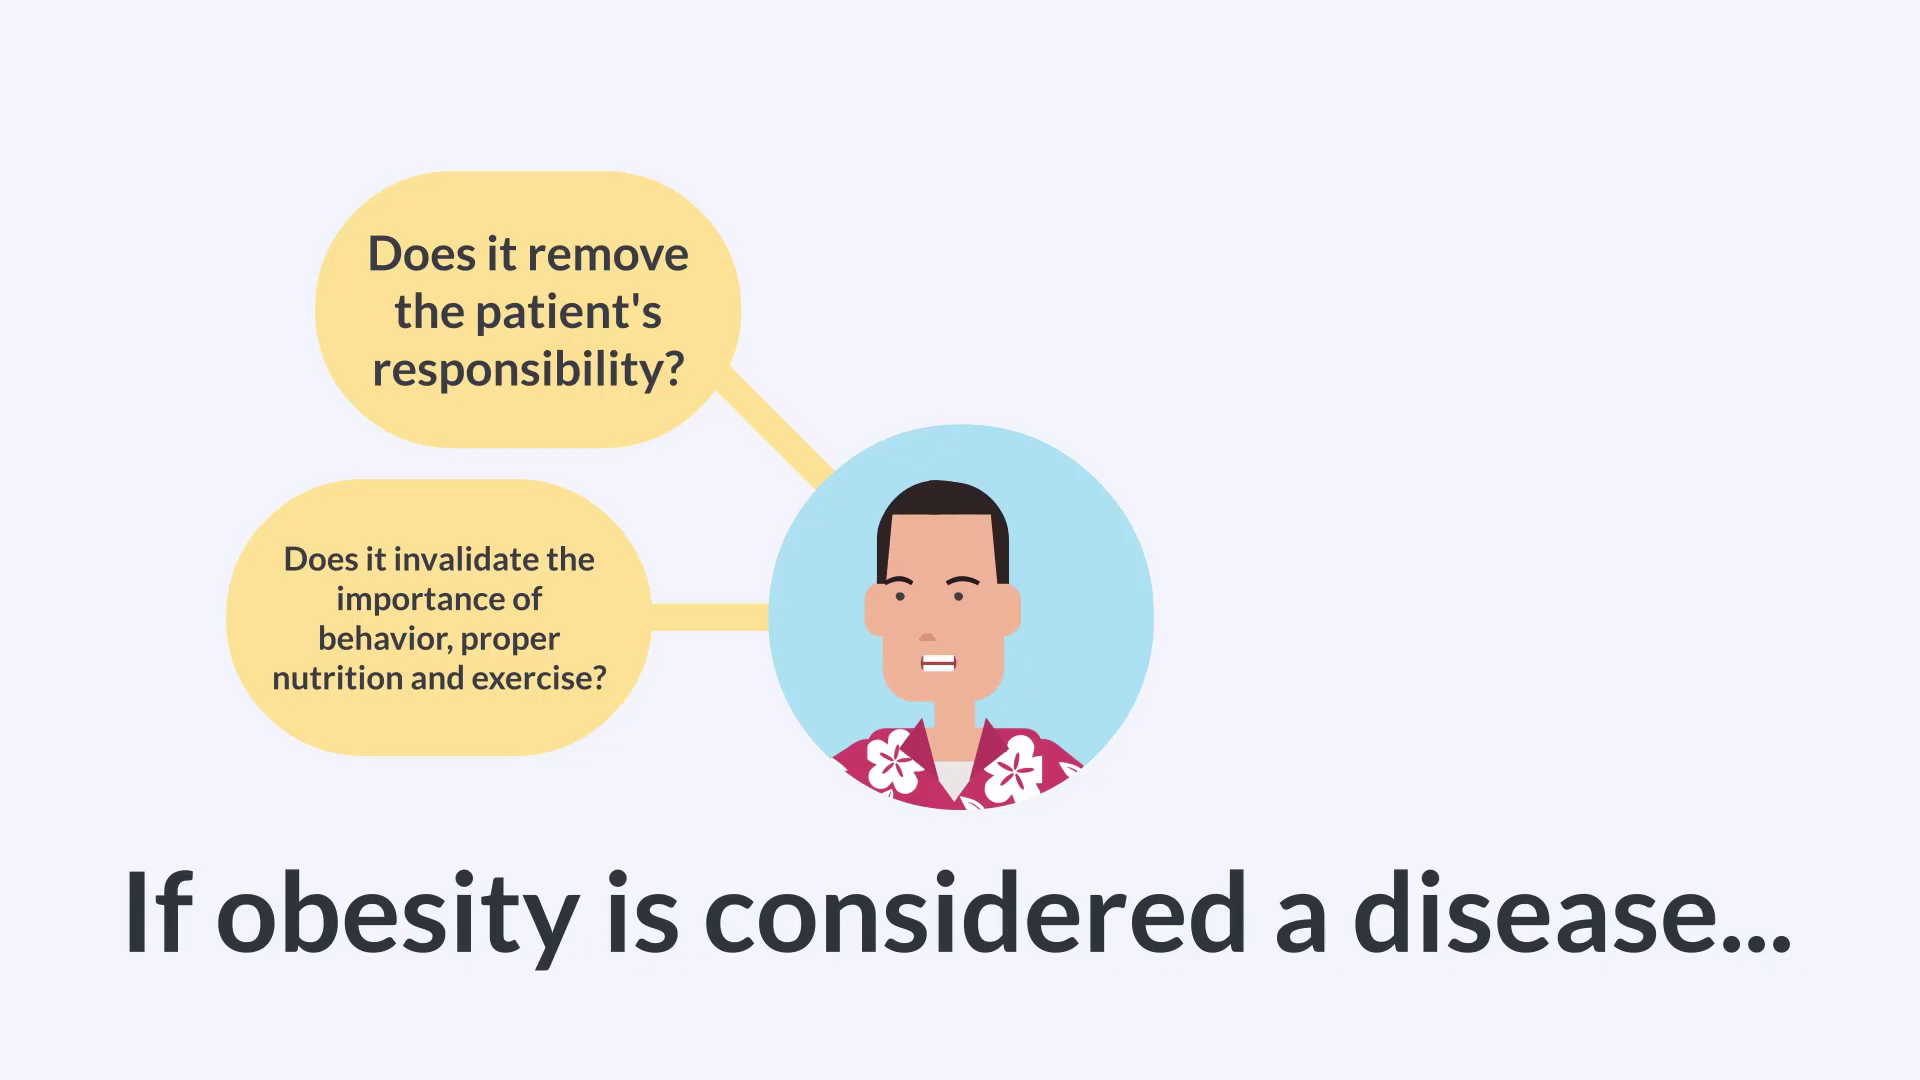 Does it remove
the patient's
responsibility?
Does it invalidate the
importance of
behavior, proper
nutrition and exercise?
If obesity is considered a disease...